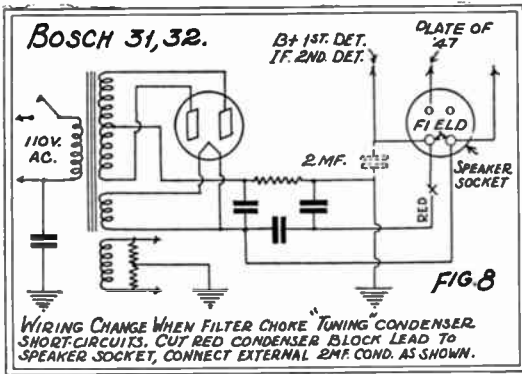 BOSCH 31, 32.
B+ 1ST. DET.
I.F. 2ND. DET.
PLATE OF
'47
110V.
AC.
FIELD
2 MF.
SPEAKER
SOCKET
RED
FIG. 8
WIRING CHANGE WHEN FILTER CHOKE "TUNING" CONDENSER
SHORT-CIRCUITS. CUT RED CONDENSER BLOCK LEAD TO
SPEAKER SOCKET, CONNECT EXTERNAL 2MF. COND. AS SHOWN.